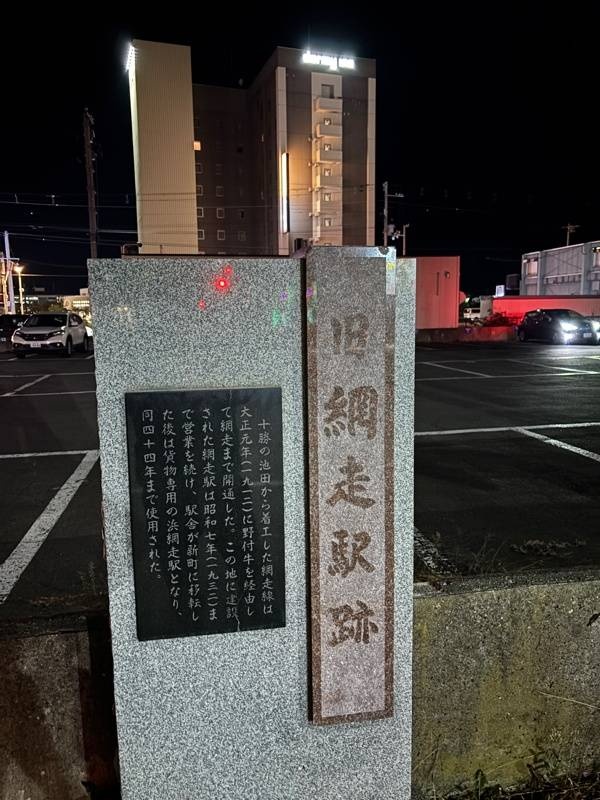 旧網走駅跡
十勝の池田から着工した網走線は
大正元年(一九一二)に野付牛を経由し
て網走まで開通した。この地に建設
された網走駅は昭和七年(一九三二)ま
で営業を続け、駅舎が新町に移転し
た後は貨物専用の浜網走駅となり、
同四十四年まで使用された。